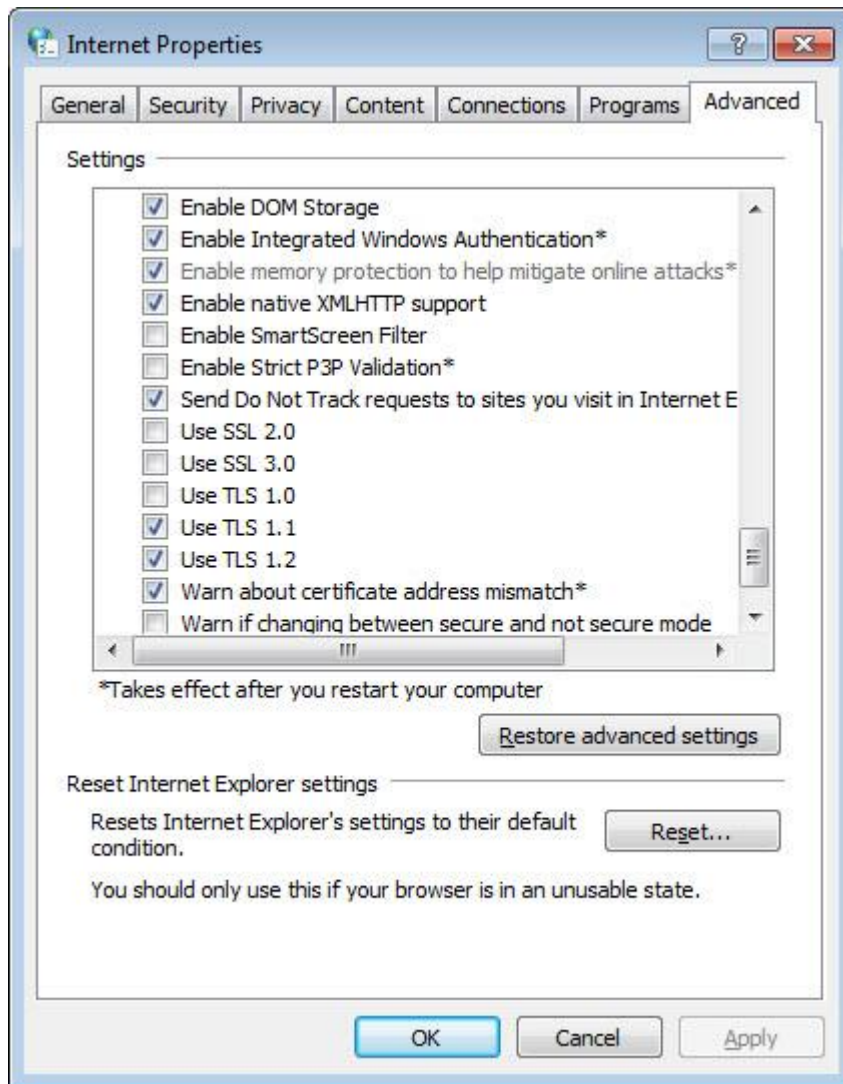 Internet Properties
General Security Privacy Content Connections Programs Advanced
Settings
Enable DOM Storage
Enable Integrated Windows Authentication*
Enable memory protection to help mitigate online attacks*
Enable native XMLHTTP support
Enable SmartScreen Filter
Enable Strict P3P Validation*
Send Do Not Track requests to sites you visit in Internet E
Use SSL 2.0
Use SSL 3.0
Use TLS 1.0
Use TLS 1.1
Use TLS 1.2
Warn about certificate address mismatch*
Warn if changing between secure and not secure mode
*Takes effect after you restart your computer
Restore advanced settings
Reset Internet Explorer settings
Resets Internet Explorer's settings to their default
condition.
Reset...
You should only use this if your browser is in an unusable state.
OK Cancel Apply